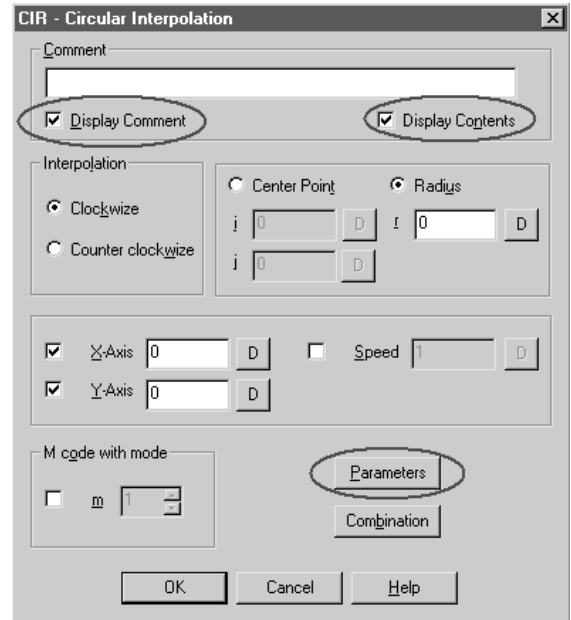 CIR - Circular Interpolation
Comment
Display Comment Display Contents
Interpolation
Center Point Radius
Clockwize
i 0 D r 0 D
Counter clockwize
j 0 D
X-Axis 0 D Speed 1 D
Y-Axis 0 D
M code with mode
Parameters
m 1
Combination
OK Cancel Help